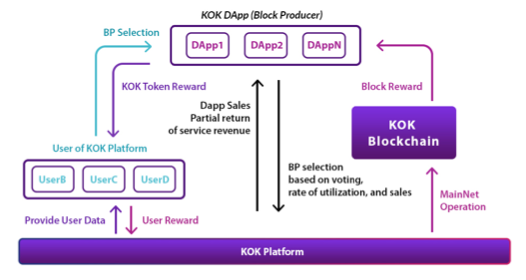 KOK DApp (Block Producer)
BP Selection
DApp1
DApp2
DAppN
KOK Token Reward
Block Reward
Dapp Sales
Partial return
of service revenue
KOK
Blockchain
User of KOK Platform
UserB
UserC
UserD
BP selection
based on voting,
rate of utilization, and sales
MainNet
Operation
Provide User Data
User Reward
KOK Platform